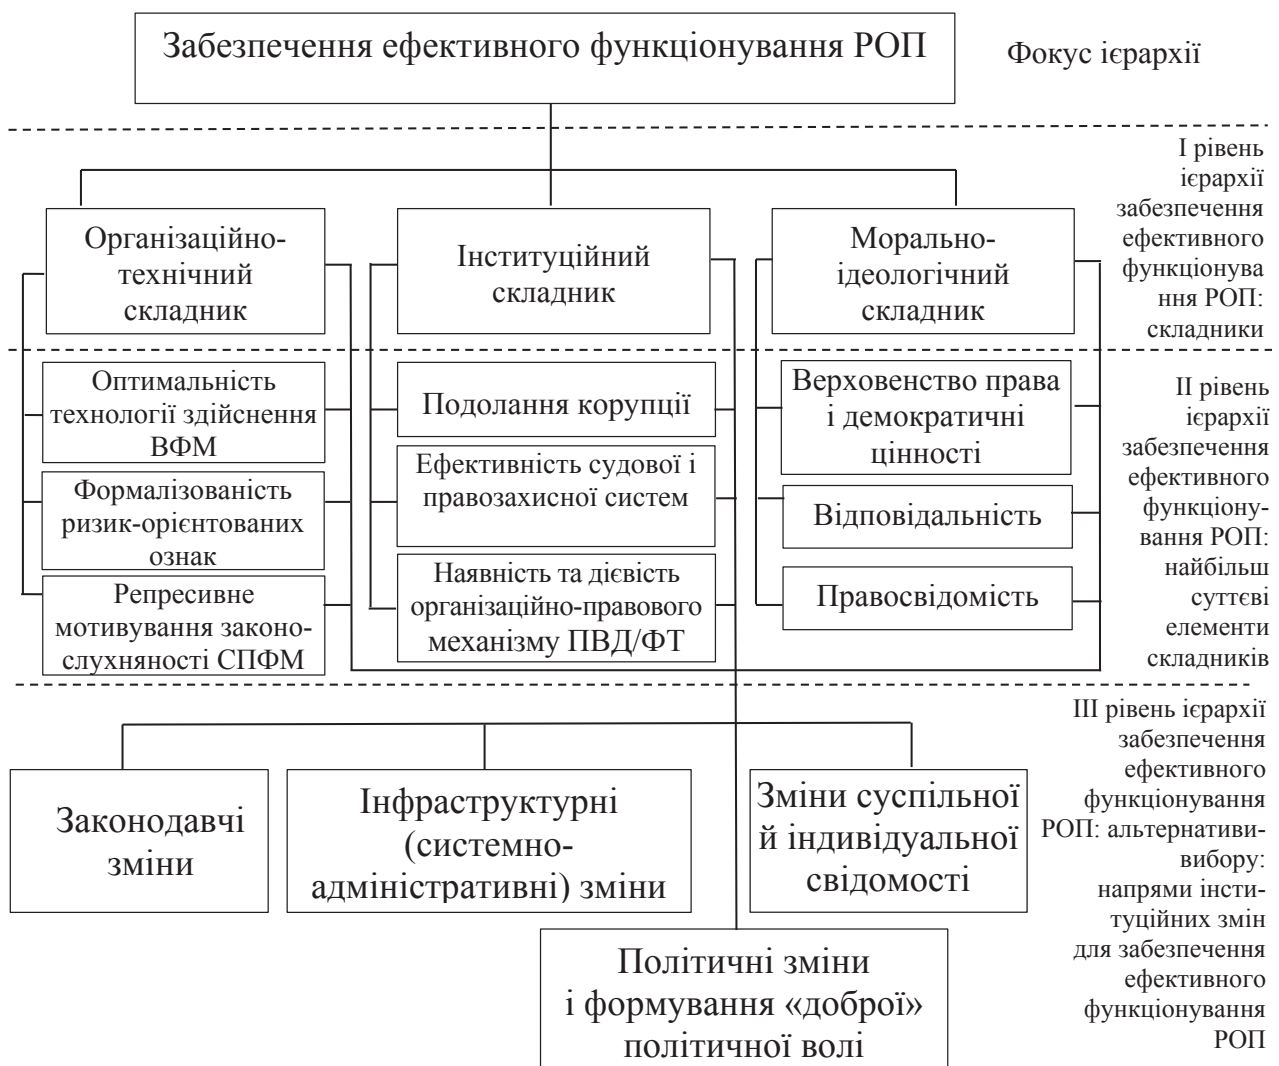 Забезпечення ефективного функціонування РОП
Фокус ієрархії
І рівень
ієрархії
забезпечення
ефективного
функціонува
ння РОП:
складники
Організаційно-
технічний
складник
Інституційний
складник
Морально-
ідеологічний
складник
Оптимальність
технології здійснення
ВФМ
Формалізованість
ризик-орієнтованих
ознак
Репресивне
мотивування законо-
слухняності СПФМ
Подолання корупції
Ефективність судової і
правозахисної систем
Наявність та дієвість
організаційно-правового
механізму ПВД/ФТ
Верховенство права
і демократичні
цінності
Відповідальність
Правосвідомість
ІІ рівень
ієрархії
забезпечення
ефективного
функціону-
вання РОП:
найбільш
суттєві
елементи
складників
Законодавчі
зміни
Інфраструктурні
(системно-
адміністративні) зміни
Зміни суспільної
й індивідуальної
свідомості
Політичні зміни
і формування «доброї»
політичної волі
ІІІ рівень ієрархії
забезпечення
ефективного
функціонування
РОП: альтернативи-
вибору:
напрями інсти-
туційних змін
для забезпечення
ефективного
функціонування
РОП